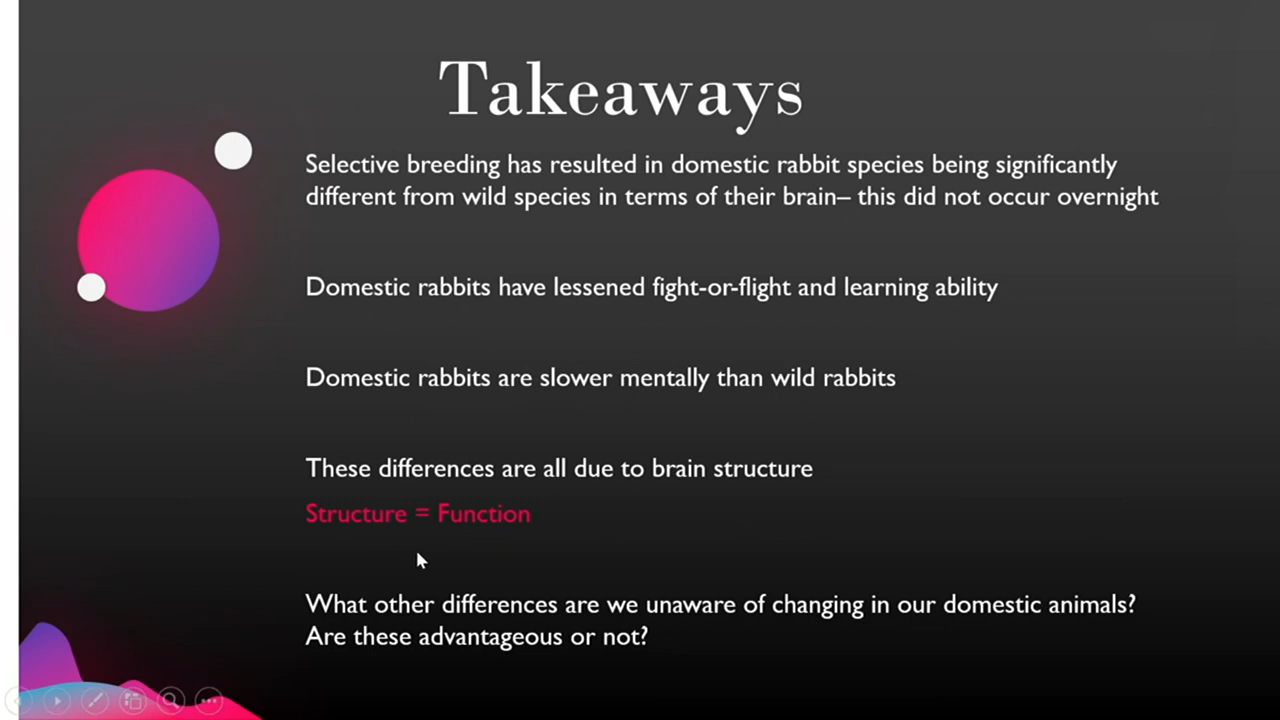 Takeaways
Selective breeding has resulted in domestic rabbit species being significantly
different from wild species in terms of their brain– this did not occur overnight
Domestic rabbits have lessened fight-or-flight and learning ability
Domestic rabbits are slower mentally than wild rabbits
These differences are all due to brain structure
Structure = Function
What other differences are we unaware of changing in our domestic animals?
Are these advantageous or not?